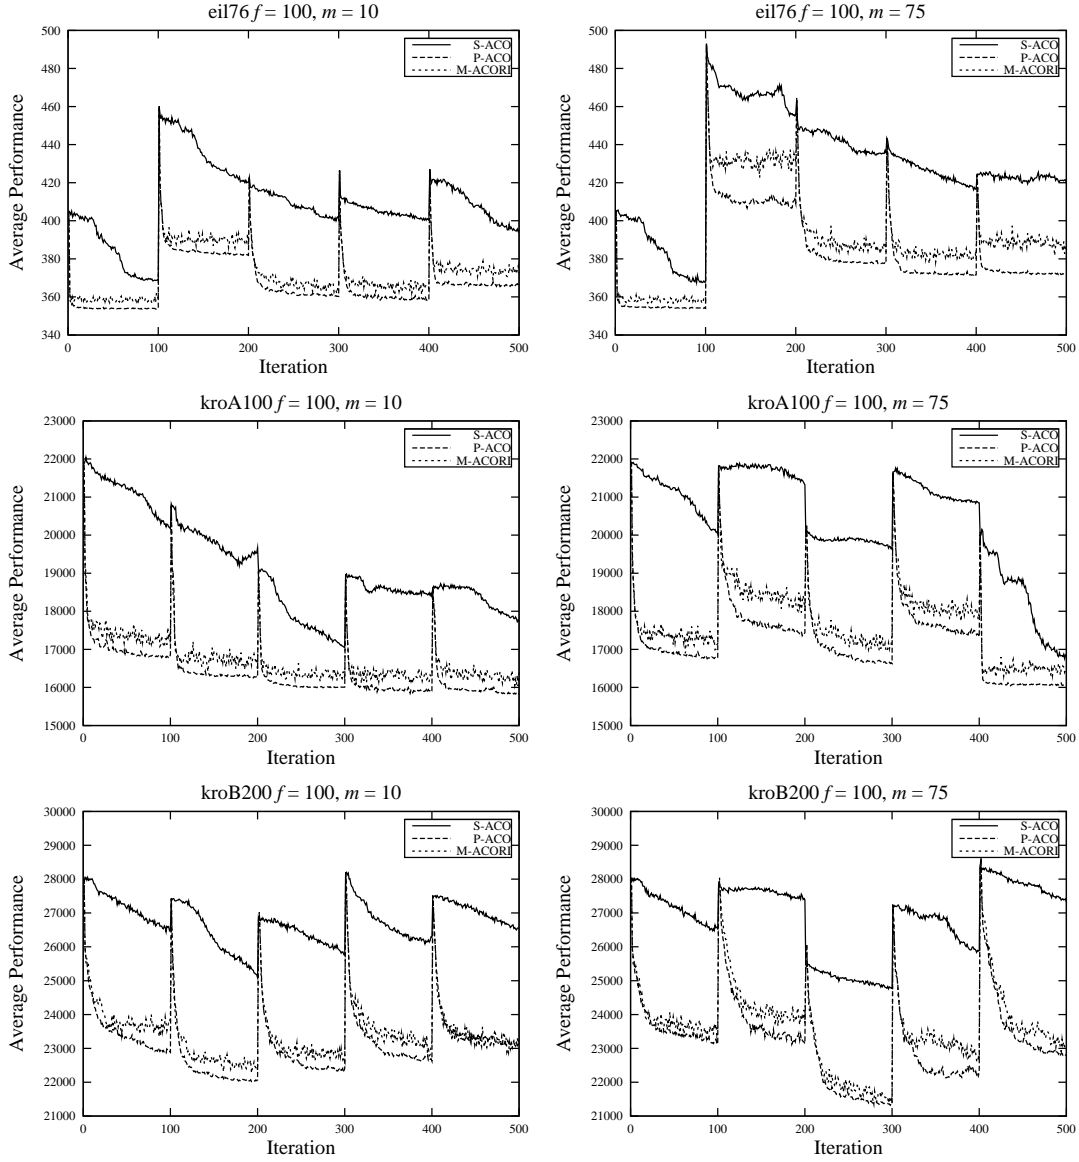 eil76 f = 100, m = 10
500
480
460
440
420
400
380
360
340
0
100
200
300
400
500
Average Performance
Iteration
S-ACO
P-ACO
M-ACORI
eil76 f = 100, m = 75
500
480
460
440
420
400
380
360
340
0
100
200
300
400
500
Average Performance
Iteration
S-ACO
P-ACO
M-ACORI
kroA100 f = 100, m = 10
23000
22000
21000
20000
19000
18000
17000
16000
15000
0
100
200
300
400
500
Average Performance
Iteration
S-ACO
P-ACO
M-ACORI
kroA100 f = 100, m = 75
23000
22000
21000
20000
19000
18000
17000
16000
15000
0
100
200
300
400
500
Average Performance
Iteration
S-ACO
P-ACO
M-ACORI
kroB200 f = 100, m = 10
30000
29000
28000
27000
26000
25000
24000
23000
22000
21000
0
100
200
300
400
500
Average Performance
Iteration
S-ACO
P-ACO
M-ACORI
kroB200 f = 100, m = 75
30000
29000
28000
27000
26000
25000
24000
23000
22000
21000
0
100
200
300
400
500
Average Performance
Iteration
S-ACO
P-ACO
M-ACORI